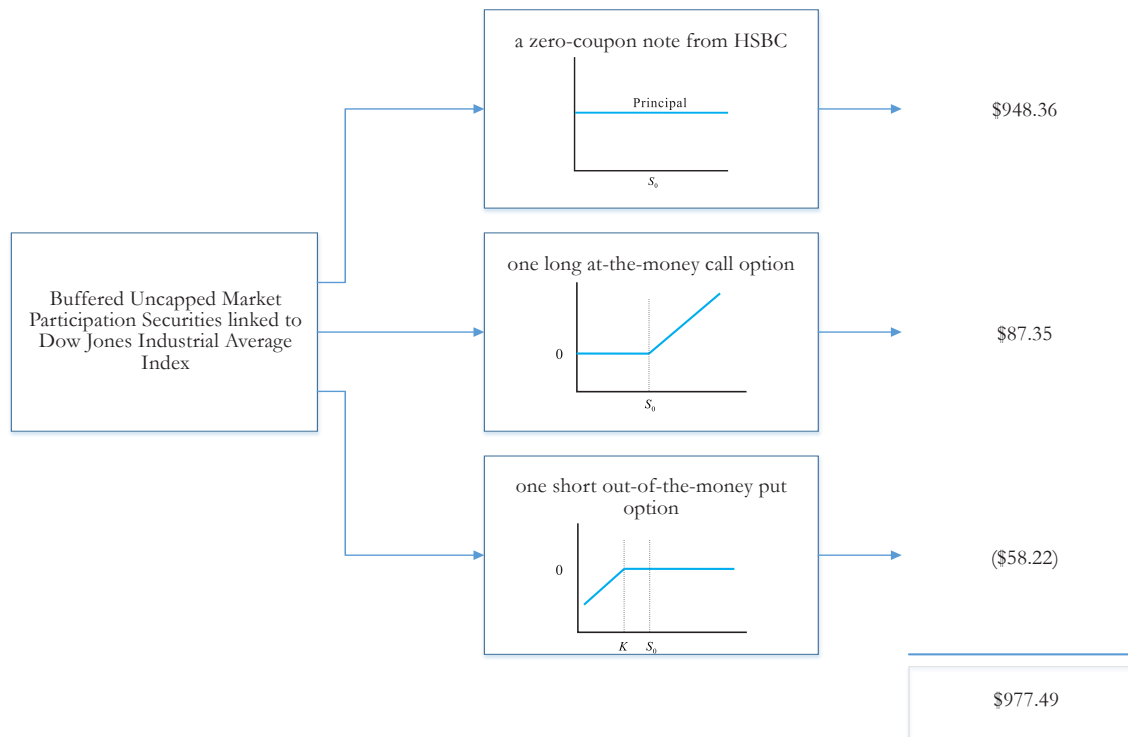 a zero-coupon note from HSBC
Principal
S₀
$948.36
Buffered Uncapped Market
Participation Securities linked to
Dow Jones Industrial Average
Index
one long at-the-money call option
0
S₀
$87.35
one short out-of-the-money put
option
0
K S₀
($58.22)
$977.49